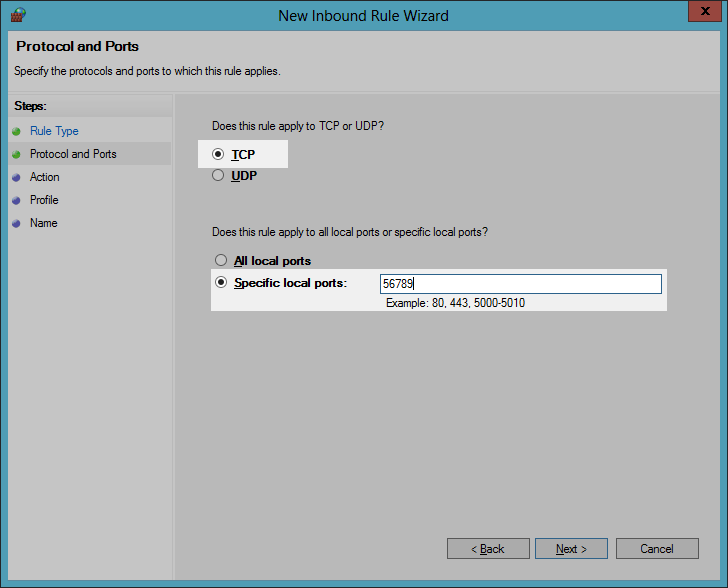 New Inbound Rule Wizard
x
Protocol and Ports
Specify the protocols and ports to which this rule applies.
Steps:
Rule Type
Protocol and Ports
Action
Profile
Name
Does this rule apply to TCP or UDP?
TCP
UDP
Does this rule apply to all local ports or specific local ports?
All local ports
Specific local ports: 56789
Example: 80, 443, 5000-5010
< Back Next > Cancel